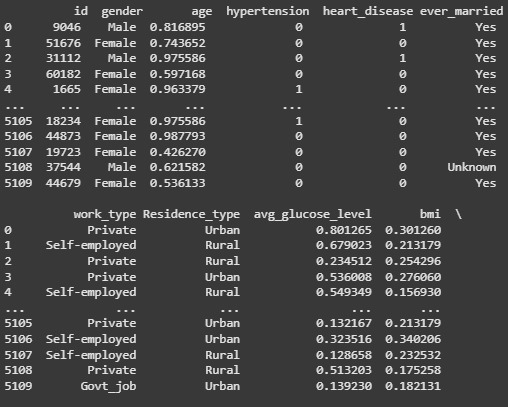 id gender age hypertension heart_disease ever_married
0 9046 Male 0.816895 0 1 Yes
1 51676 Female 0.743652 0 0 Yes
2 31112 Male 0.975586 0 1 Yes
3 60182 Female 0.597168 0 0 Yes
4 1665 Female 0.963379 1 0 Yes
... ... ... ... ... ... ...
5105 18234 Female 0.975586 1 0 Yes
5106 44873 Female 0.987793 0 0 Yes
5107 19723 Female 0.426270 0 0 Yes
5108 37544 Male 0.621582 0 0 Unknown
5109 44679 Female 0.536133 0 0 Yes
work_type Residence_type avg_glucose_level bmi \
0 Private Urban 0.801265 0.301260
1 Self-employed Rural 0.679023 0.213179
2 Private Rural 0.234512 0.254296
3 Private Urban 0.536008 0.276060
4 Self-employed Rural 0.549349 0.156930
... ... ... ... ...
5105 Private Urban 0.132167 0.213179
5106 Self-employed Urban 0.323516 0.340206
5107 Self-employed Rural 0.128658 0.232532
5108 Private Rural 0.513203 0.175258
5109 Govt_job Urban 0.139230 0.182131